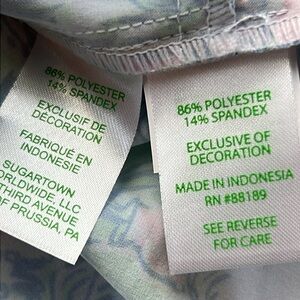 86% POLYESTER
14% SPANDEX
EXCLUSIF DE
DECORATION
FABRIQUÉ EN
INDONESIE
SUGARTOWN
WORLDWIDE, LLC
THIRD AVENUE
OF PRUSSIA, PA
86% POLYESTER
14% SPANDEX
EXCLUSIVE OF
DECORATION
MADE IN INDONESIA
RN #88189
SEE REVERSE
FOR CARE